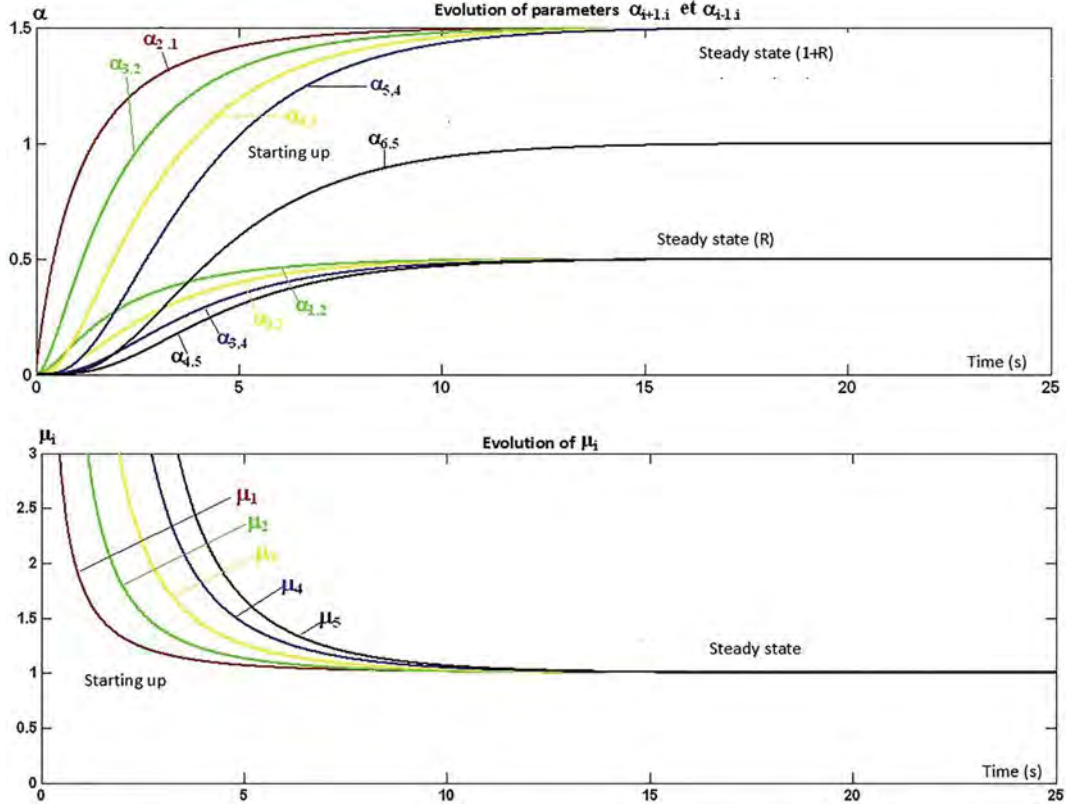 α
Evolution of parameters α i+1.i et α i-1.i
1.5
α2,1
α3,2
Steady state (1+R)
α5,4
α4,3
1
Starting up
α6.5
Steady state (R)
0.5
α1,2
α3,4
α4.5
Time (s)
0
0 5 10 15 20 25
μi
Evolution of μi
3
2.5
μ1
μ2
2
μ4
1.5
μ5
Steady state
1
Starting up
0.5
Time (s)
0
0 5 10 15 20 25